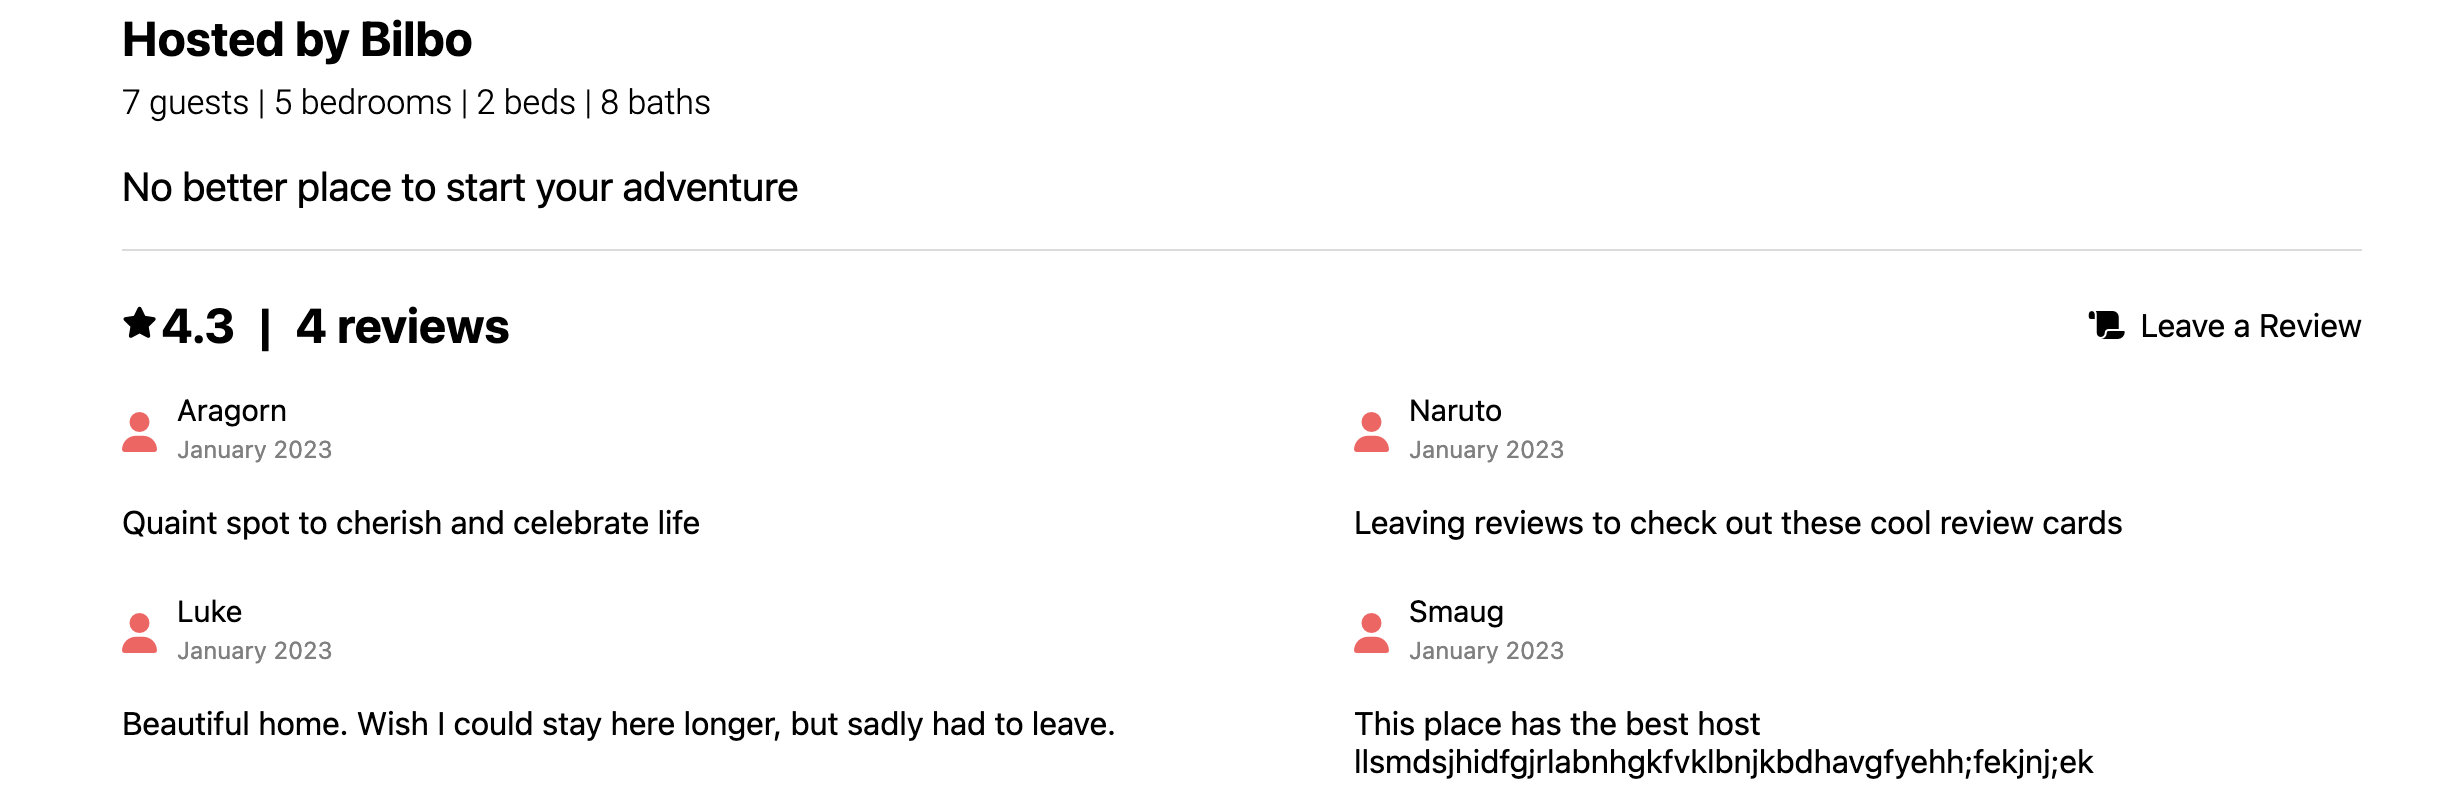 Hosted by Bilbo
7 guests | 5 bedrooms | 2 beds | 8 baths
No better place to start your adventure
4.3 | 4 reviews
Leave a Review
Aragorn
January 2023
Quaint spot to cherish and celebrate life
Naruto
January 2023
Leaving reviews to check out these cool review cards
Luke
January 2023
Beautiful home. Wish I could stay here longer, but sadly had to leave.
Smaug
January 2023
This place has the best host
llsmdsjhidfgjrlabnhgkfvklbnjkbdhavgfyehh;fekjnj;ek